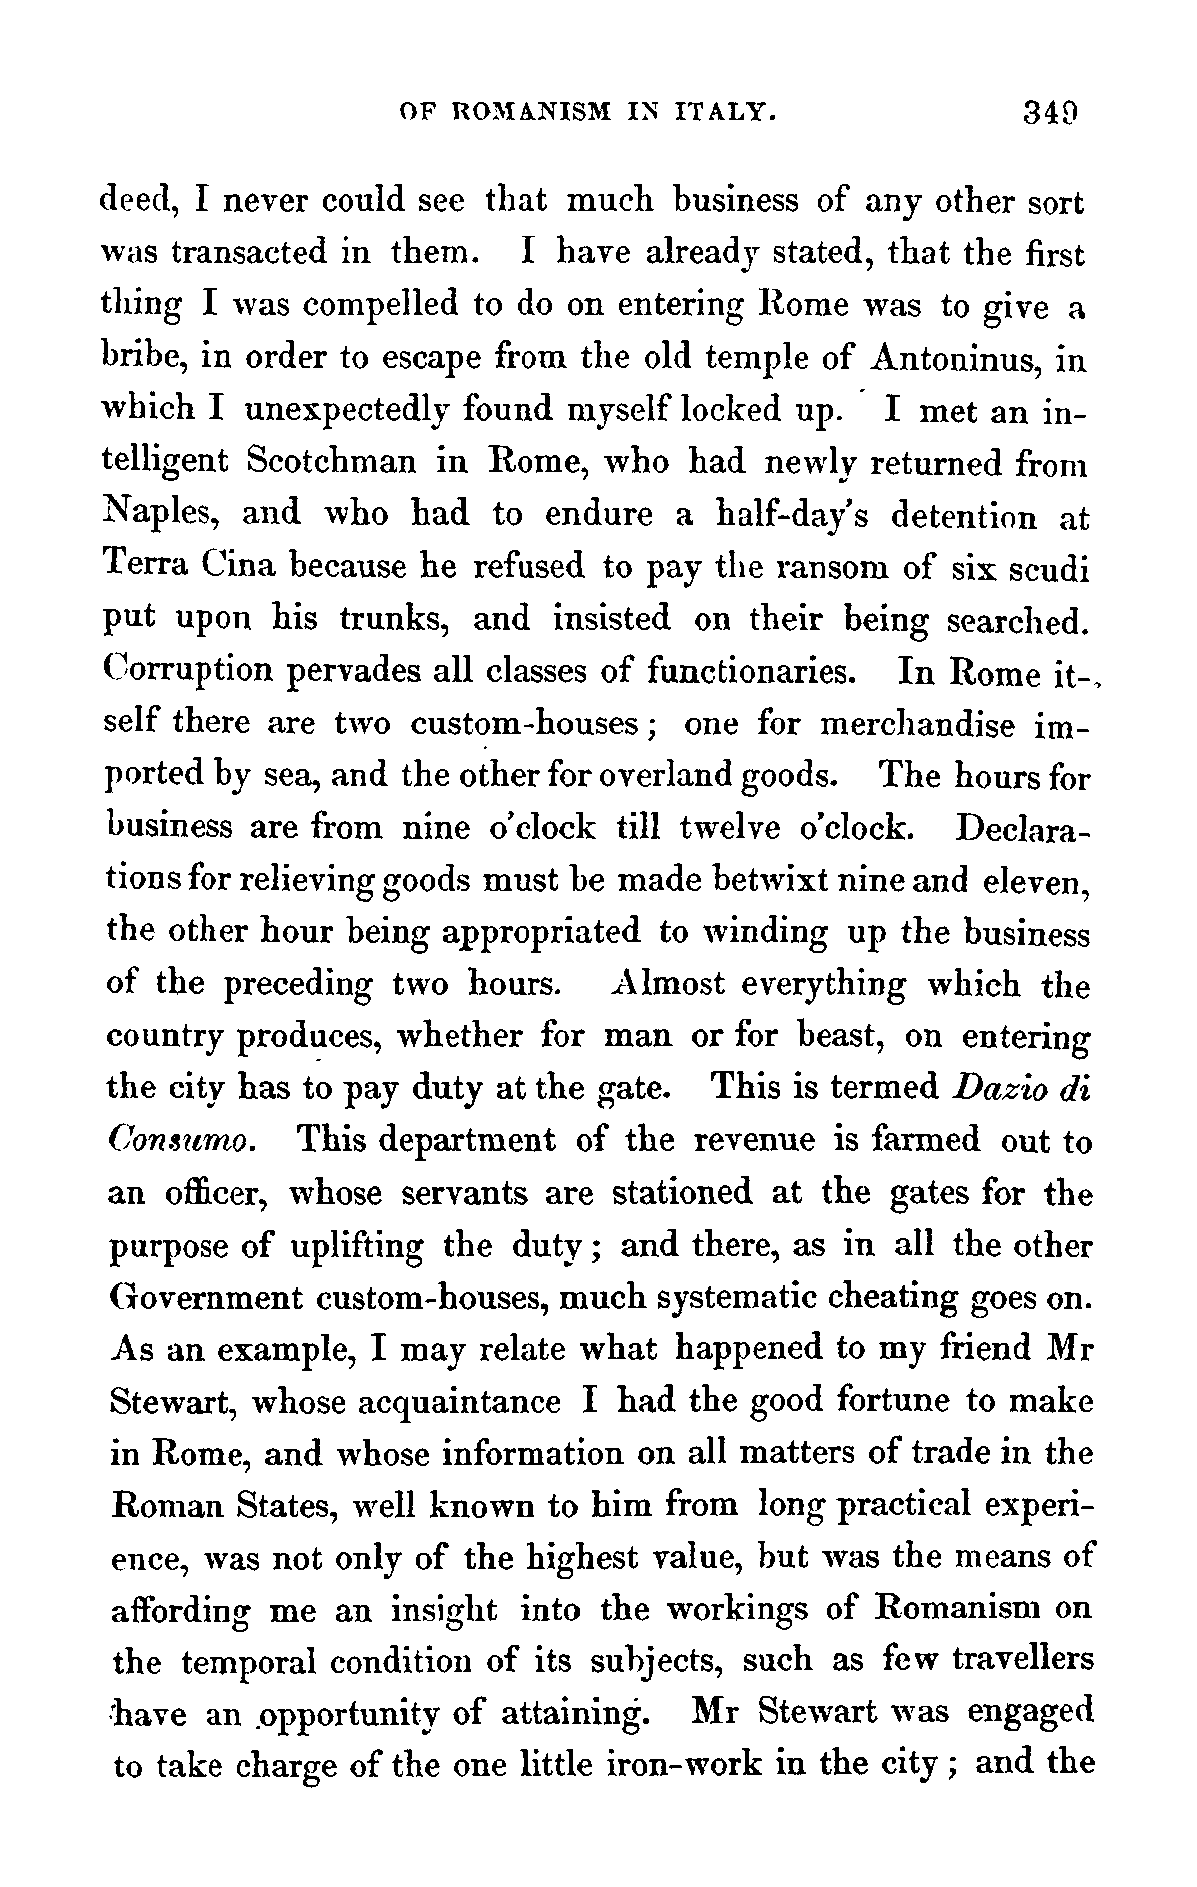 OF ROMANISM IN ITALY. 349
deed, I never could see that much business of any other sort
was transacted in them. I have already stated, that the first
thing I was compelled to do on entering Rome was to give a
bribe, in order to escape from the old temple of Antoninus, in
which I unexpectedly found myself locked up. I met an in-
telligent Scotchman in Rome, who had newly returned from
Naples, and who had to endure a half-day's detention at
Terra Cina because he refused to pay the ransom of six scudi
put upon his trunks, and insisted on their being searched.
Corruption pervades all classes of functionaries. In Rome it-
self there are two custom-houses; one for merchandise im-
ported by sea, and the other for overland goods. The hours for
business are from nine o'clock till twelve o'clock. Declara-
tions for relieving goods must be made betwixt nine and eleven,
the other hour being appropriated to winding up the business
of the preceding two hours. Almost everything which the
country produces, whether for man or for beast, on entering
the city has to pay duty at the gate. This is termed Dazio di
Consumo. This department of the revenue is farmed out to
an officer, whose servants are stationed at the gates for the
purpose of uplifting the duty; and there, as in all the other
Government custom-houses, much systematic cheating goes on.
As an example, I may relate what happened to my friend Mr
Stewart, whose acquaintance I had the good fortune to make
in Rome, and whose information on all matters of trade in the
Roman States, well known to him from long practical experi-
ence, was not only of the highest value, but was the means of
affording me an insight into the workings of Romanism on
the temporal condition of its subjects, such as few travellers
have an opportunity of attaining. Mr Stewart was engaged
to take charge of the one little iron-work in the city; and the